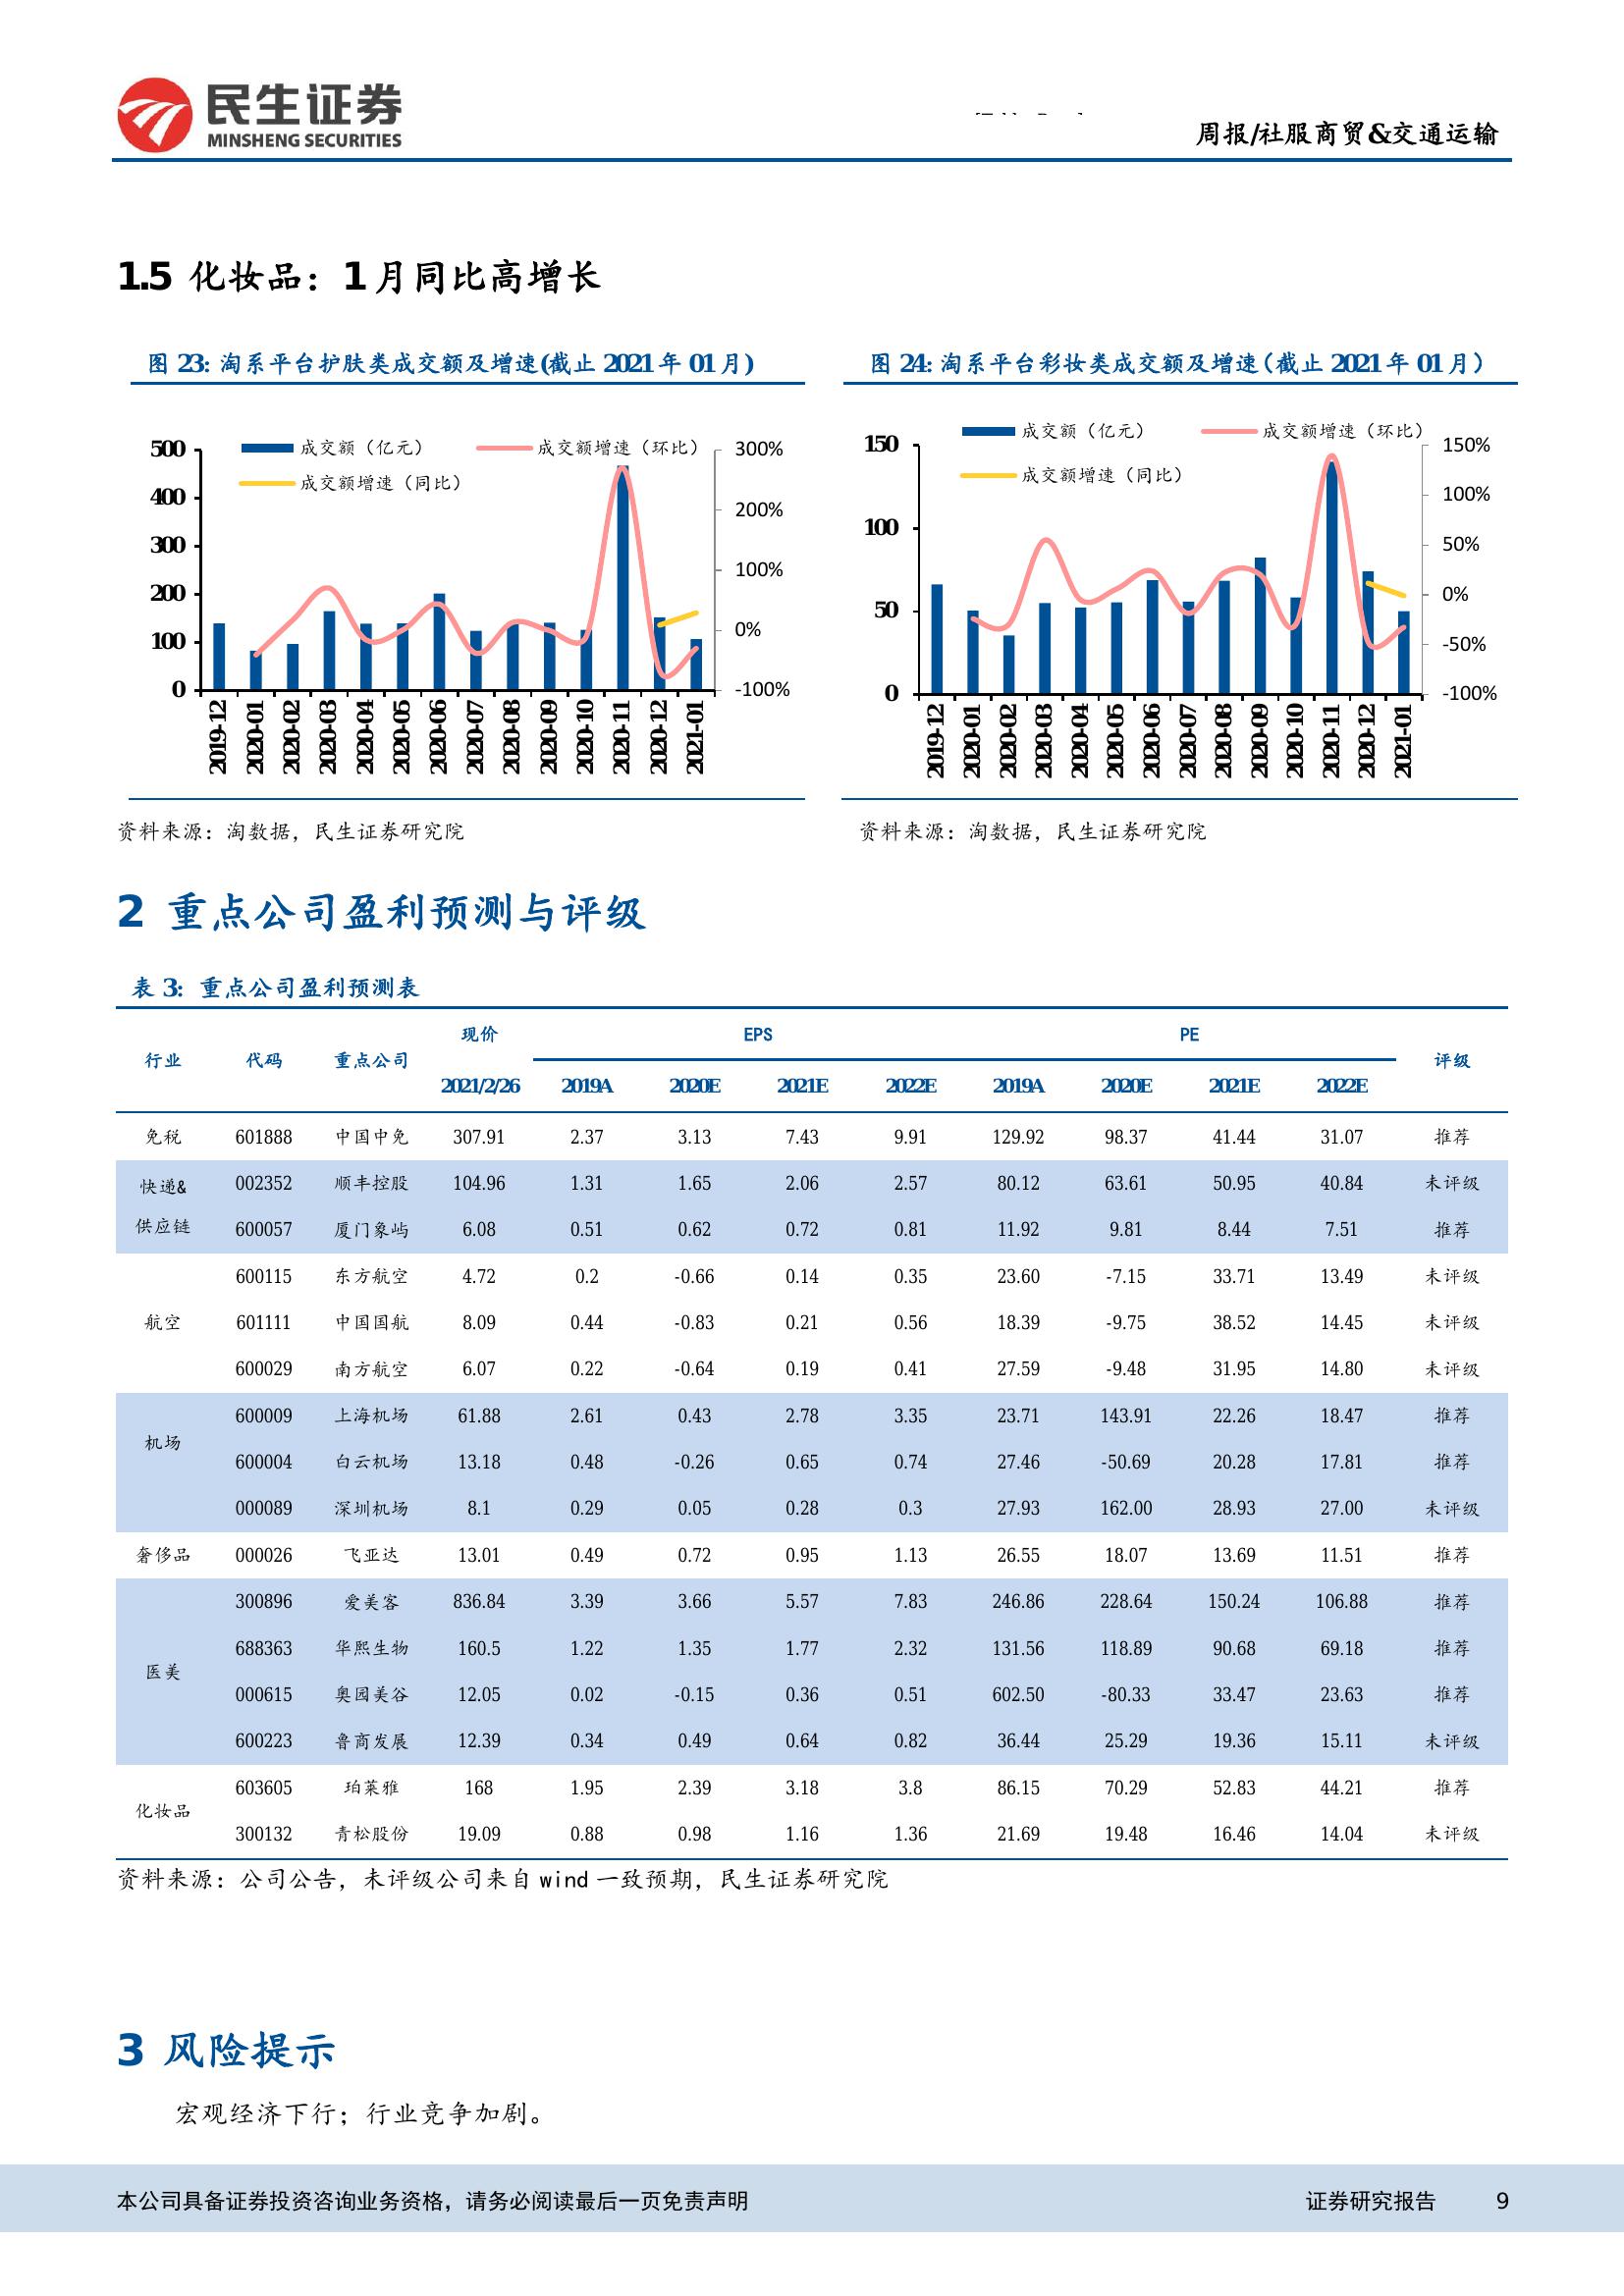 民生证券
MINSHENG SECURITIES
周报/社服商贸&交通运输
1.5 化妆品：1月同比高增长
图 23: 淘系平台护肤类成交额及增速(截止 2021 年 01 月)
成交额（亿元） 成交额增速（环比）
成交额增速（同比）
500 400 300 200 100 0
300% 200% 100% 0% -100%
2019-12 2020-01 2020-02 2020-03 2020-04 2020-05 2020-06 2020-07 2020-08 2020-09 2020-10 2020-11 2020-12 2021-01
资料来源：淘数据，民生证券研究院
图 24: 淘系平台彩妆类成交额及增速（截止 2021 年 01 月）
成交额（亿元） 成交额增速（环比）
成交额增速（同比）
150 100 50 0
150% 100% 50% 0% -50% -100%
2019-12 2020-01 2020-02 2020-03 2020-04 2020-05 2020-06 2020-07 2020-08 2020-09 2020-10 2020-11 2020-12 2021-01
资料来源：淘数据，民生证券研究院
2 重点公司盈利预测与评级
表 3: 重点公司盈利预测表
行业 代码 重点公司 现价 EPS PE 评级
2021/2/26 2019A 2020E 2021E 2022E 2019A 2020E 2021E 2022E
免税 601888 中国中免 307.91 2.37 3.13 7.43 9.91 129.92 98.37 41.44 31.07 推荐
快递&供应链 002352 顺丰控股 104.96 1.31 1.65 2.06 2.57 80.12 63.61 50.95 40.84 未评级
600057 厦门象屿 6.08 0.51 0.62 0.72 0.81 11.92 9.81 8.44 7.51 推荐
航空 600115 东方航空 4.72 0.2 -0.66 0.14 0.35 23.60 -7.15 33.71 13.49 未评级
601111 中国国航 8.09 0.44 -0.83 0.21 0.56 18.39 -9.75 38.52 14.45 未评级
600029 南方航空 6.07 0.22 -0.64 0.19 0.41 27.59 -9.48 31.95 14.80 未评级
机场 600009 上海机场 61.88 2.61 0.43 2.78 3.35 23.71 143.91 22.26 18.47 推荐
600004 白云机场 13.18 0.48 -0.26 0.65 0.74 27.46 -50.69 20.28 17.81 推荐
000089 深圳机场 8.1 0.29 0.05 0.28 0.3 27.93 162.00 28.93 27.00 未评级
奢侈品 000026 飞亚达 13.01 0.49 0.72 0.95 1.13 26.55 18.07 13.69 11.51 推荐
医美 300896 爱美客 836.84 3.39 3.66 5.57 7.83 246.86 228.64 150.24 106.88 推荐
688363 华熙生物 160.5 1.22 1.35 1.77 2.32 131.56 118.89 90.68 69.18 推荐
000615 奥园美谷 12.05 0.02 -0.15 0.36 0.51 602.50 -80.33 33.47 23.63 推荐
600223 鲁商发展 12.39 0.34 0.49 0.64 0.82 36.44 25.29 19.36 15.11 未评级
化妆品 603605 珀莱雅 168 1.95 2.39 3.18 3.8 86.15 70.29 52.83 44.21 推荐
300132 青松股份 19.09 0.88 0.98 1.16 1.36 21.69 19.48 16.46 14.04 未评级
资料来源：公司公告，未评级公司来自 wind 一致预期，民生证券研究院
3 风险提示
宏观经济下行；行业竞争加剧。
本公司具备证券投资咨询业务资格，请务必阅读最后一页免责声明 证券研究报告 9